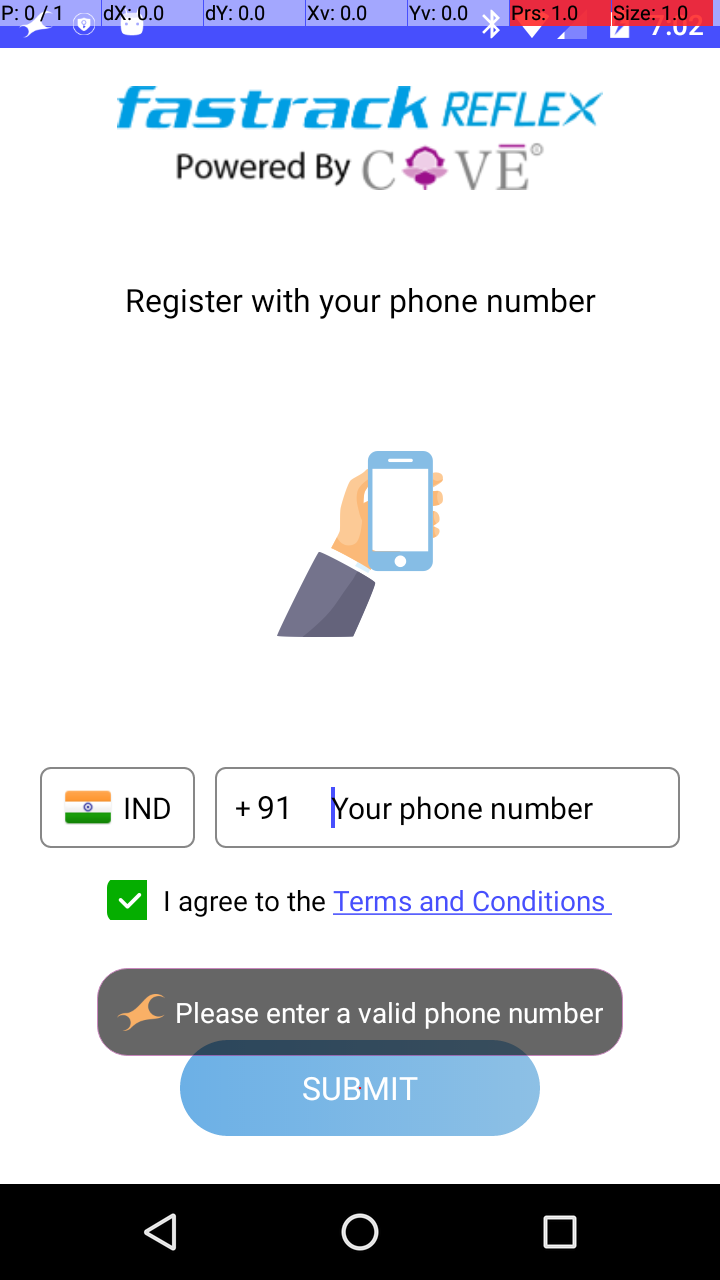 P: 0 / 1 dX: 0.0 dY: 0.0 Xv: 0.0 Yv: 0.0 Prs: 1.0 Size: 1.0
7:02
fastrack REFLEX
Powered By COVE®
Register with your phone number
IND + 91 Your phone number
I agree to the Terms and Conditions
Please enter a valid phone number
SUBMIT